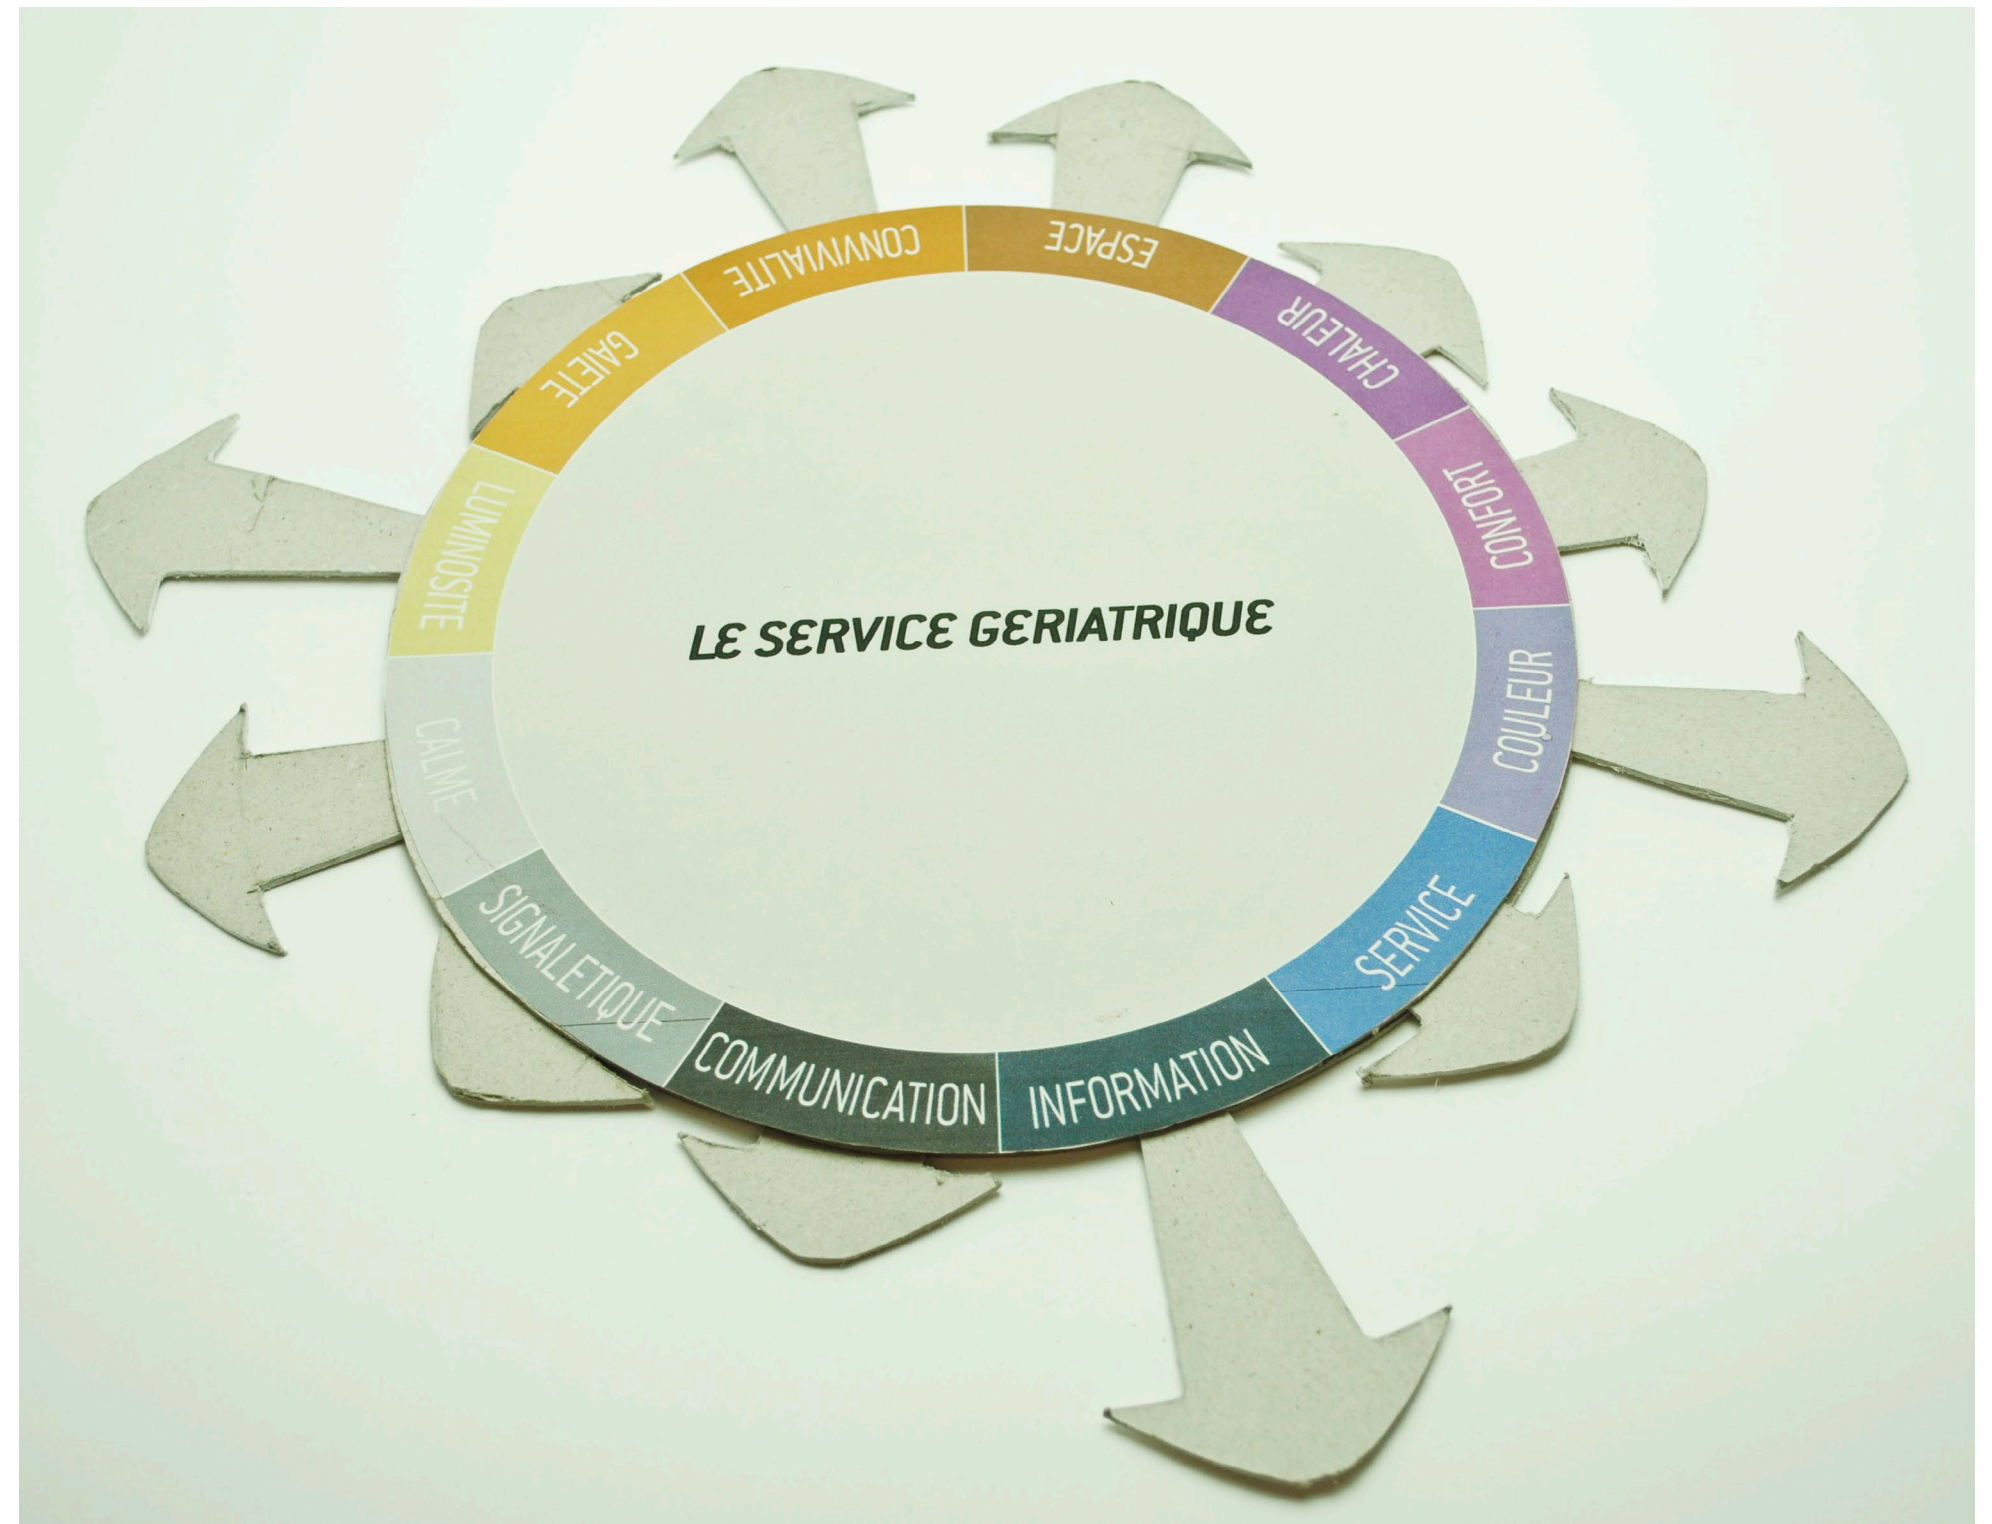 LE SERVICE GERIATRIQUE
ESPACE
CHALEUR
CONFORT
COULEUR
SERVICE
INFORMATION
COMMUNICATION
SIGNALETIQUE
CALME
LUMINOSITE
GAIETE
CONVIVIALITE